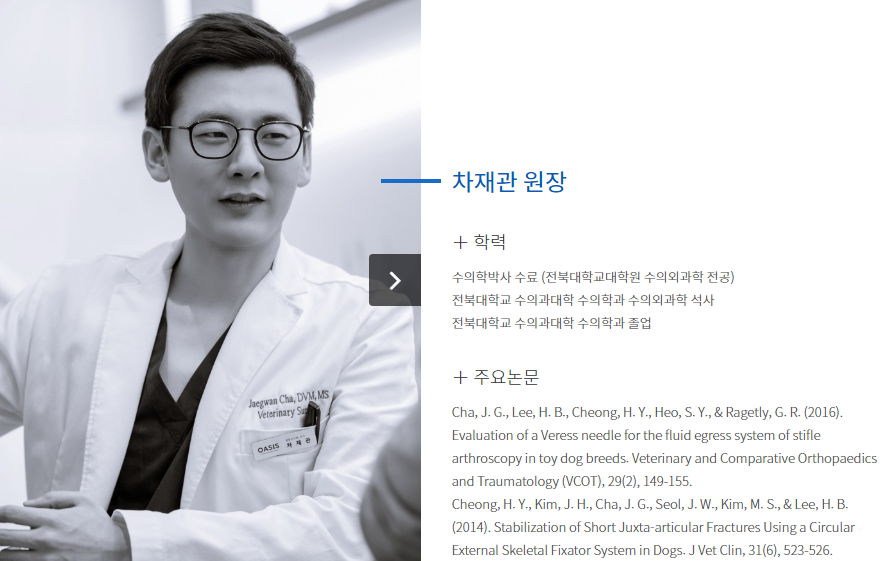 차재관 원장
+ 학력
수의학박사 수료 (전북대학교대학원 수의외과학 전공)
전북대학교 수의과대학 수의학과 수의외과학 석사
전북대학교 수의과대학 수의학과 졸업
+ 주요논문
Cha, J. G., Lee, H. B., Cheong, H. Y., Heo, S. Y., & Ragetly, G. R. (2016).
Evaluation of a Veress needle for the fluid egress system of stifle
arthroscopy in toy dog breeds. Veterinary and Comparative Orthopaedics
and Traumatology (VCOT), 29(2), 149-155.
Cheong, H. Y., Kim, J. H., Cha, J. G., Seol, J. W., Kim, M. S., & Lee, H. B.
(2014). Stabilization of Short Juxta-articular Fractures Using a Circular
External Skeletal Fixator System in Dogs. J Vet Clin, 31(6), 523-526.
Jaegwan Cha, DVM, MS
Veterinary
OASIS 차 재 관